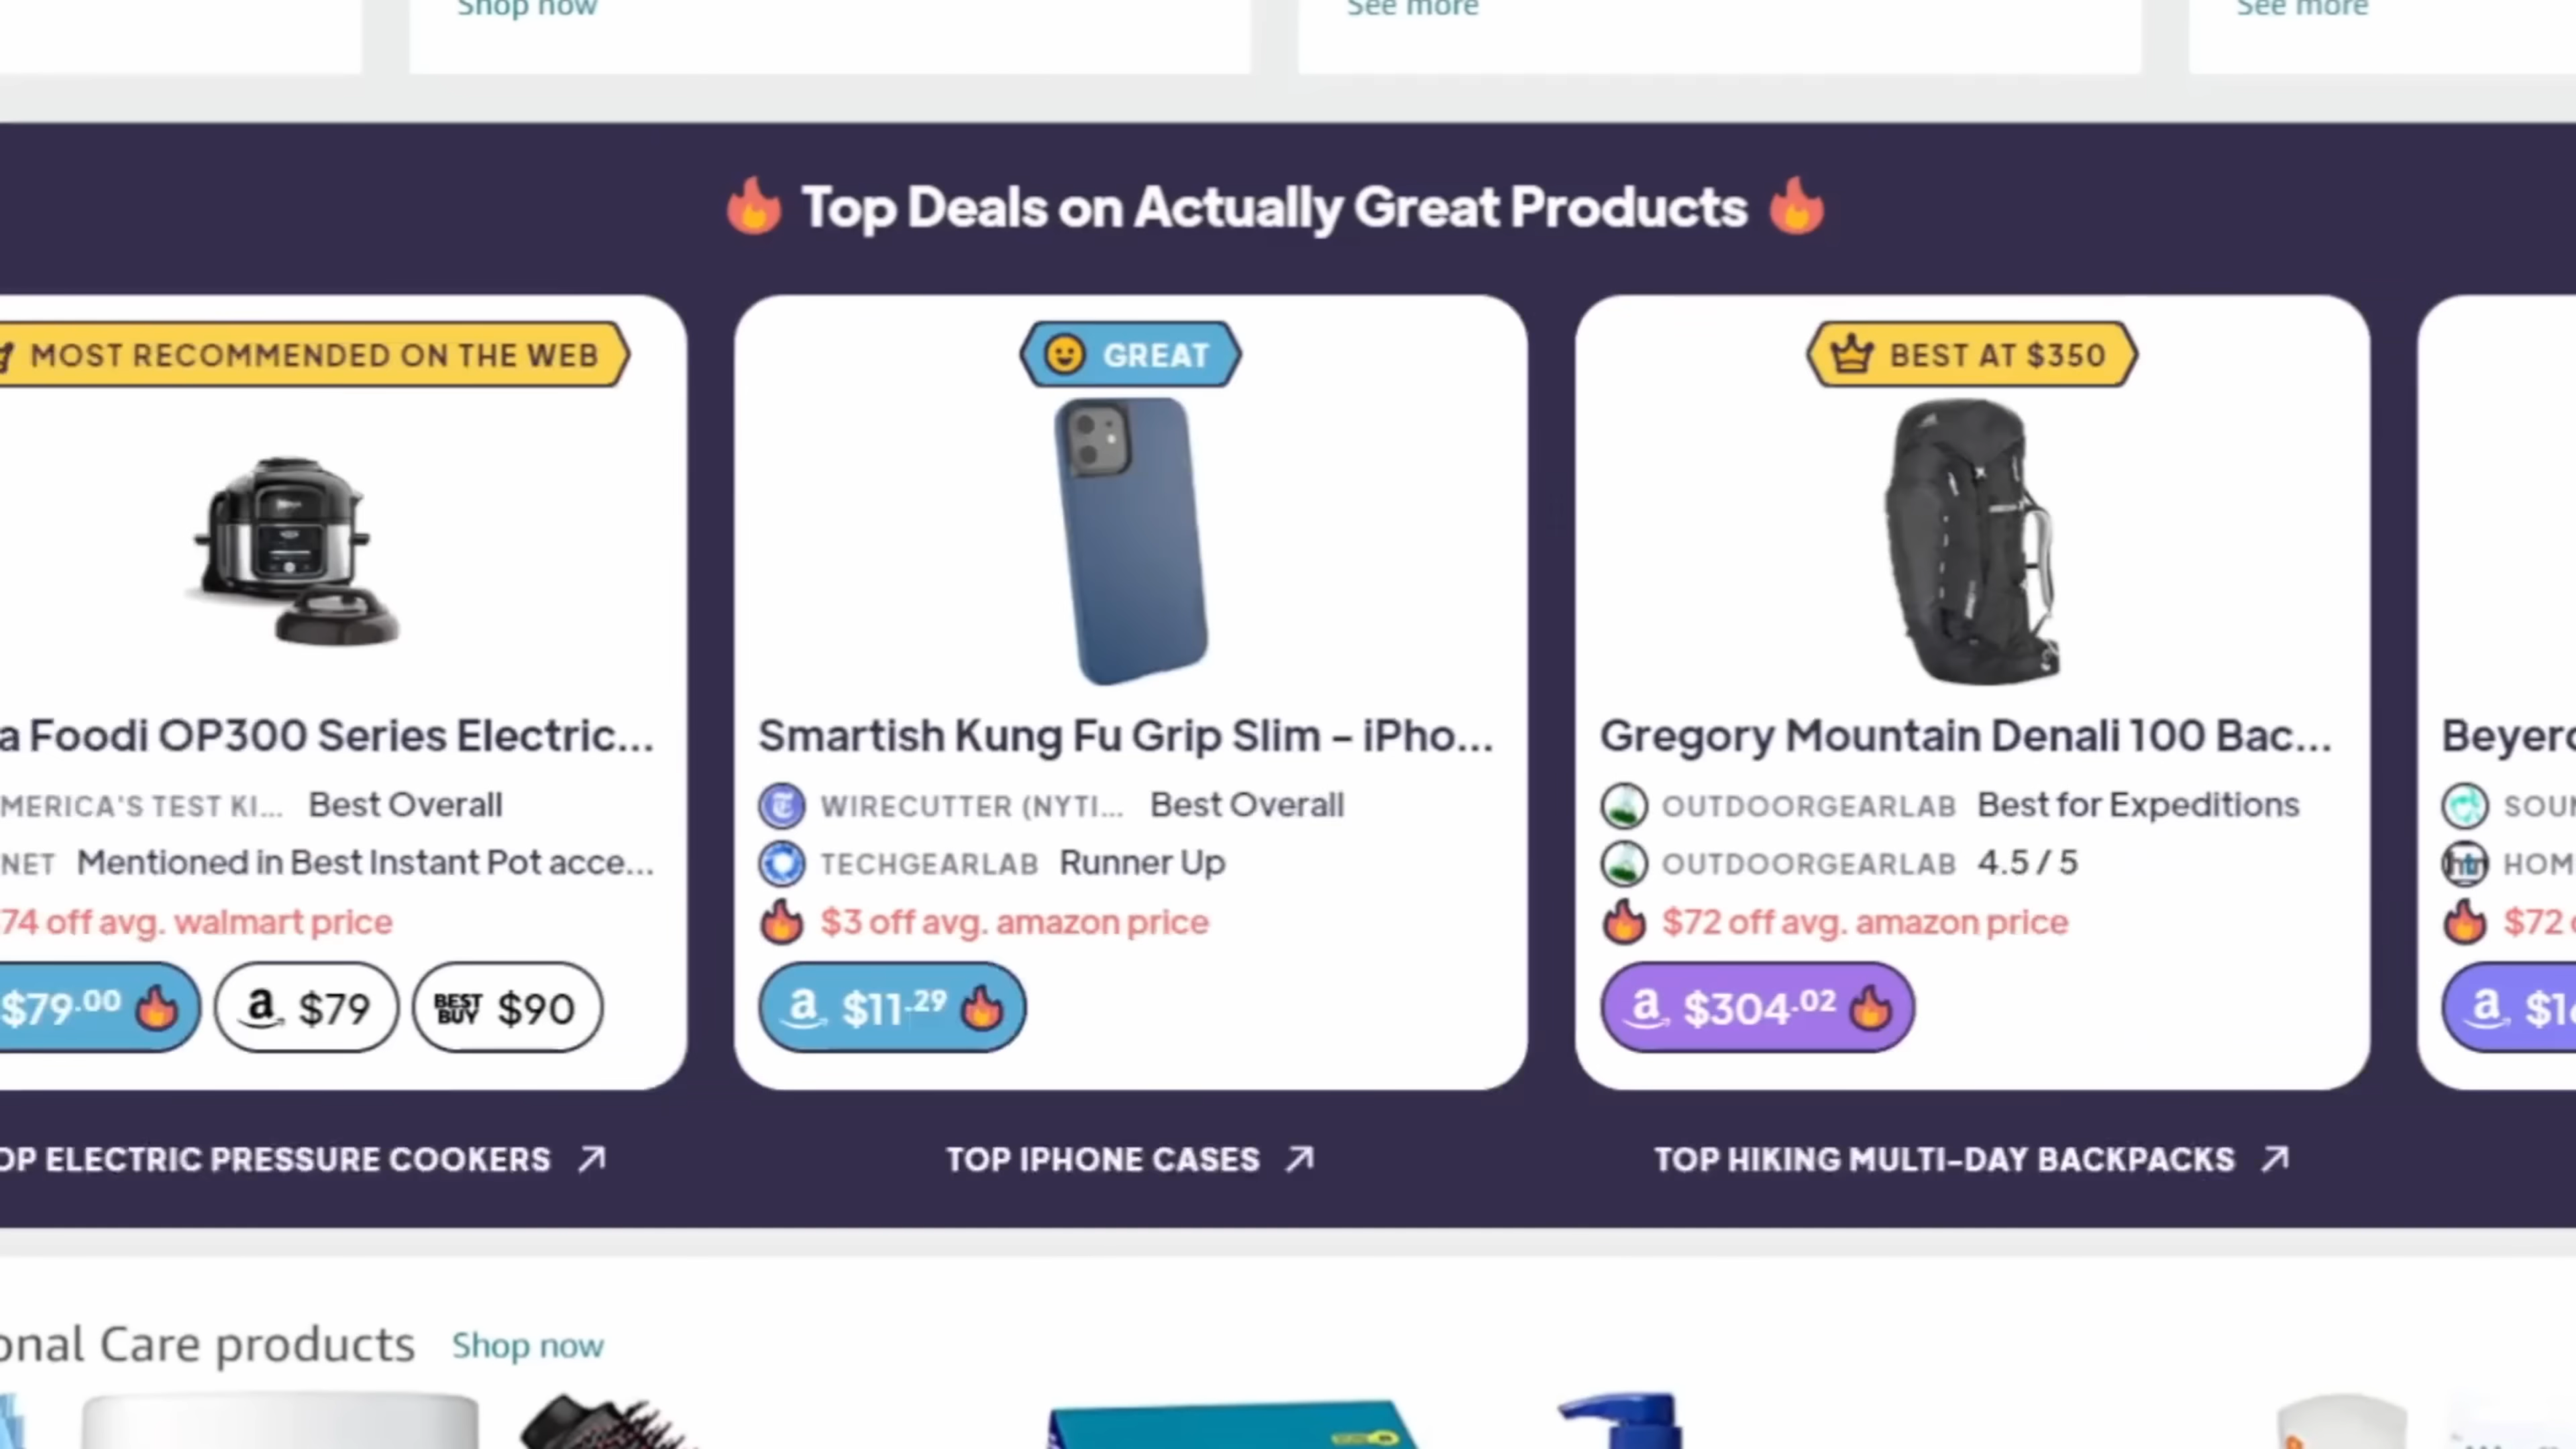 Shop now
See more
See more
Top Deals on Actually Great Products
MOST RECOMMENDED ON THE WEB
a Foodi OP300 Series Electric...
MERICA'S TEST KI... Best Overall
NET Mentioned in Best Instant Pot acce...
74 off avg. walmart price
$79.00
a $79
BEST BUY $90
OP ELECTRIC PRESSURE COOKERS
GREAT
Smartish Kung Fu Grip Slim – iPho...
WIRECUTTER (NYTI... Best Overall
TECHGEARLAB Runner Up
$3 off avg. amazon price
a $11.29
TOP IPHONE CASES
BEST AT $350
Gregory Mountain Denali 100 Bac...
OUTDOORGEARLAB Best for Expeditions
OUTDOORGEARLAB 4.5 / 5
$72 off avg. amazon price
a $304.02
TOP HIKING MULTI-DAY BACKPACKS
Beyer
SOU
HOM
$72
a $1
onal Care products Shop now